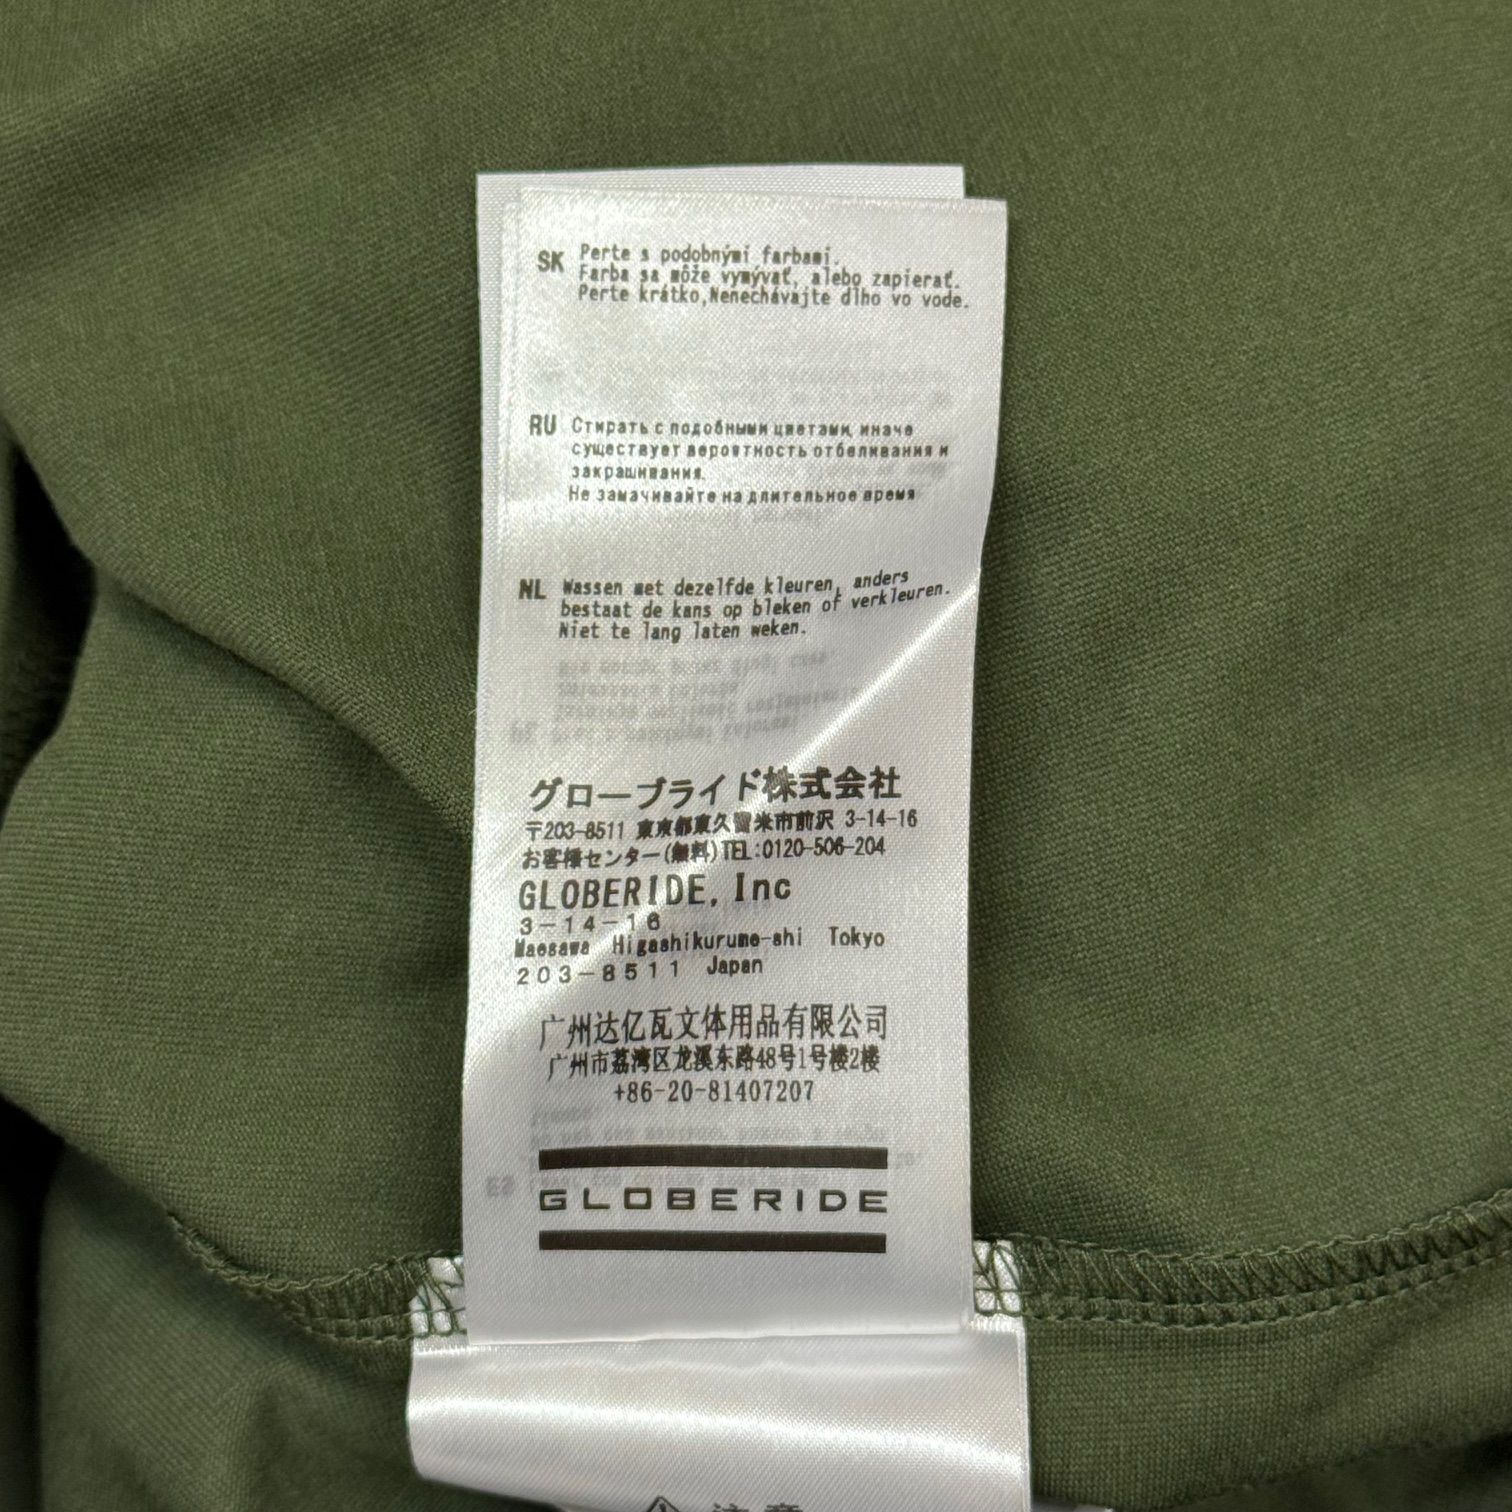 SK Perte s podobnými farbami.
Farba sa môže vymývať, alebo zapierať.
Perte krátko,Nenechávajte dlho vo vode.
RU Стирать с подобными цветами, иначе
существует вероятность отбеливания и
закрашивания.
Не замачивайте на длительное время
NL Wassen met dezelfde kleuren, anders
bestaat de kans op bleken of verkleuren.
Niet te lang laten weken.
グローブライド株式会社
〒203-8511 東京都東久留米市前沢 3-14-16
お客様センター(無料)TEL:0120-506-204
GLOBERIDE, Inc
3-14-16
Maesawa Higashikurume-shi Tokyo
203-8511 Japan
广州达亿瓦文体用品有限公司
广州市荔湾区龙溪东路48号1号楼2楼
+86-20-81407207
GLOBERIDE
注意